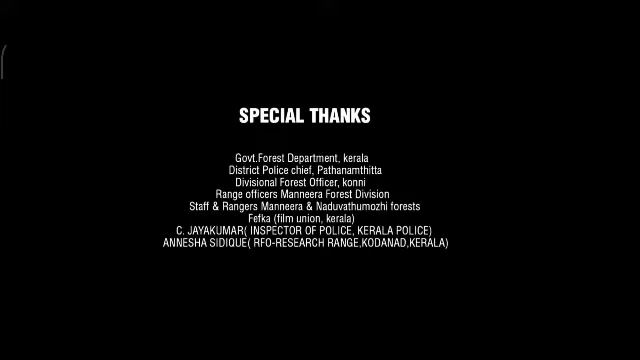 SPECIAL THANKS
Govt.Forest Department, kerala
District Police chief, Pathanamthitta
Divisional Forest Officer, konni
Range officers Manneera Forest Division
Staff & Rangers Manneera & Naduvathumozhi forests
Fefka (film union, kerala)
C. JAYAKUMAR( INSPECTOR OF POLICE, KERALA POLICE)
ANNESHA SIDIQUE( RFO-RESEARCH RANGE,KODANAD,KERALA)